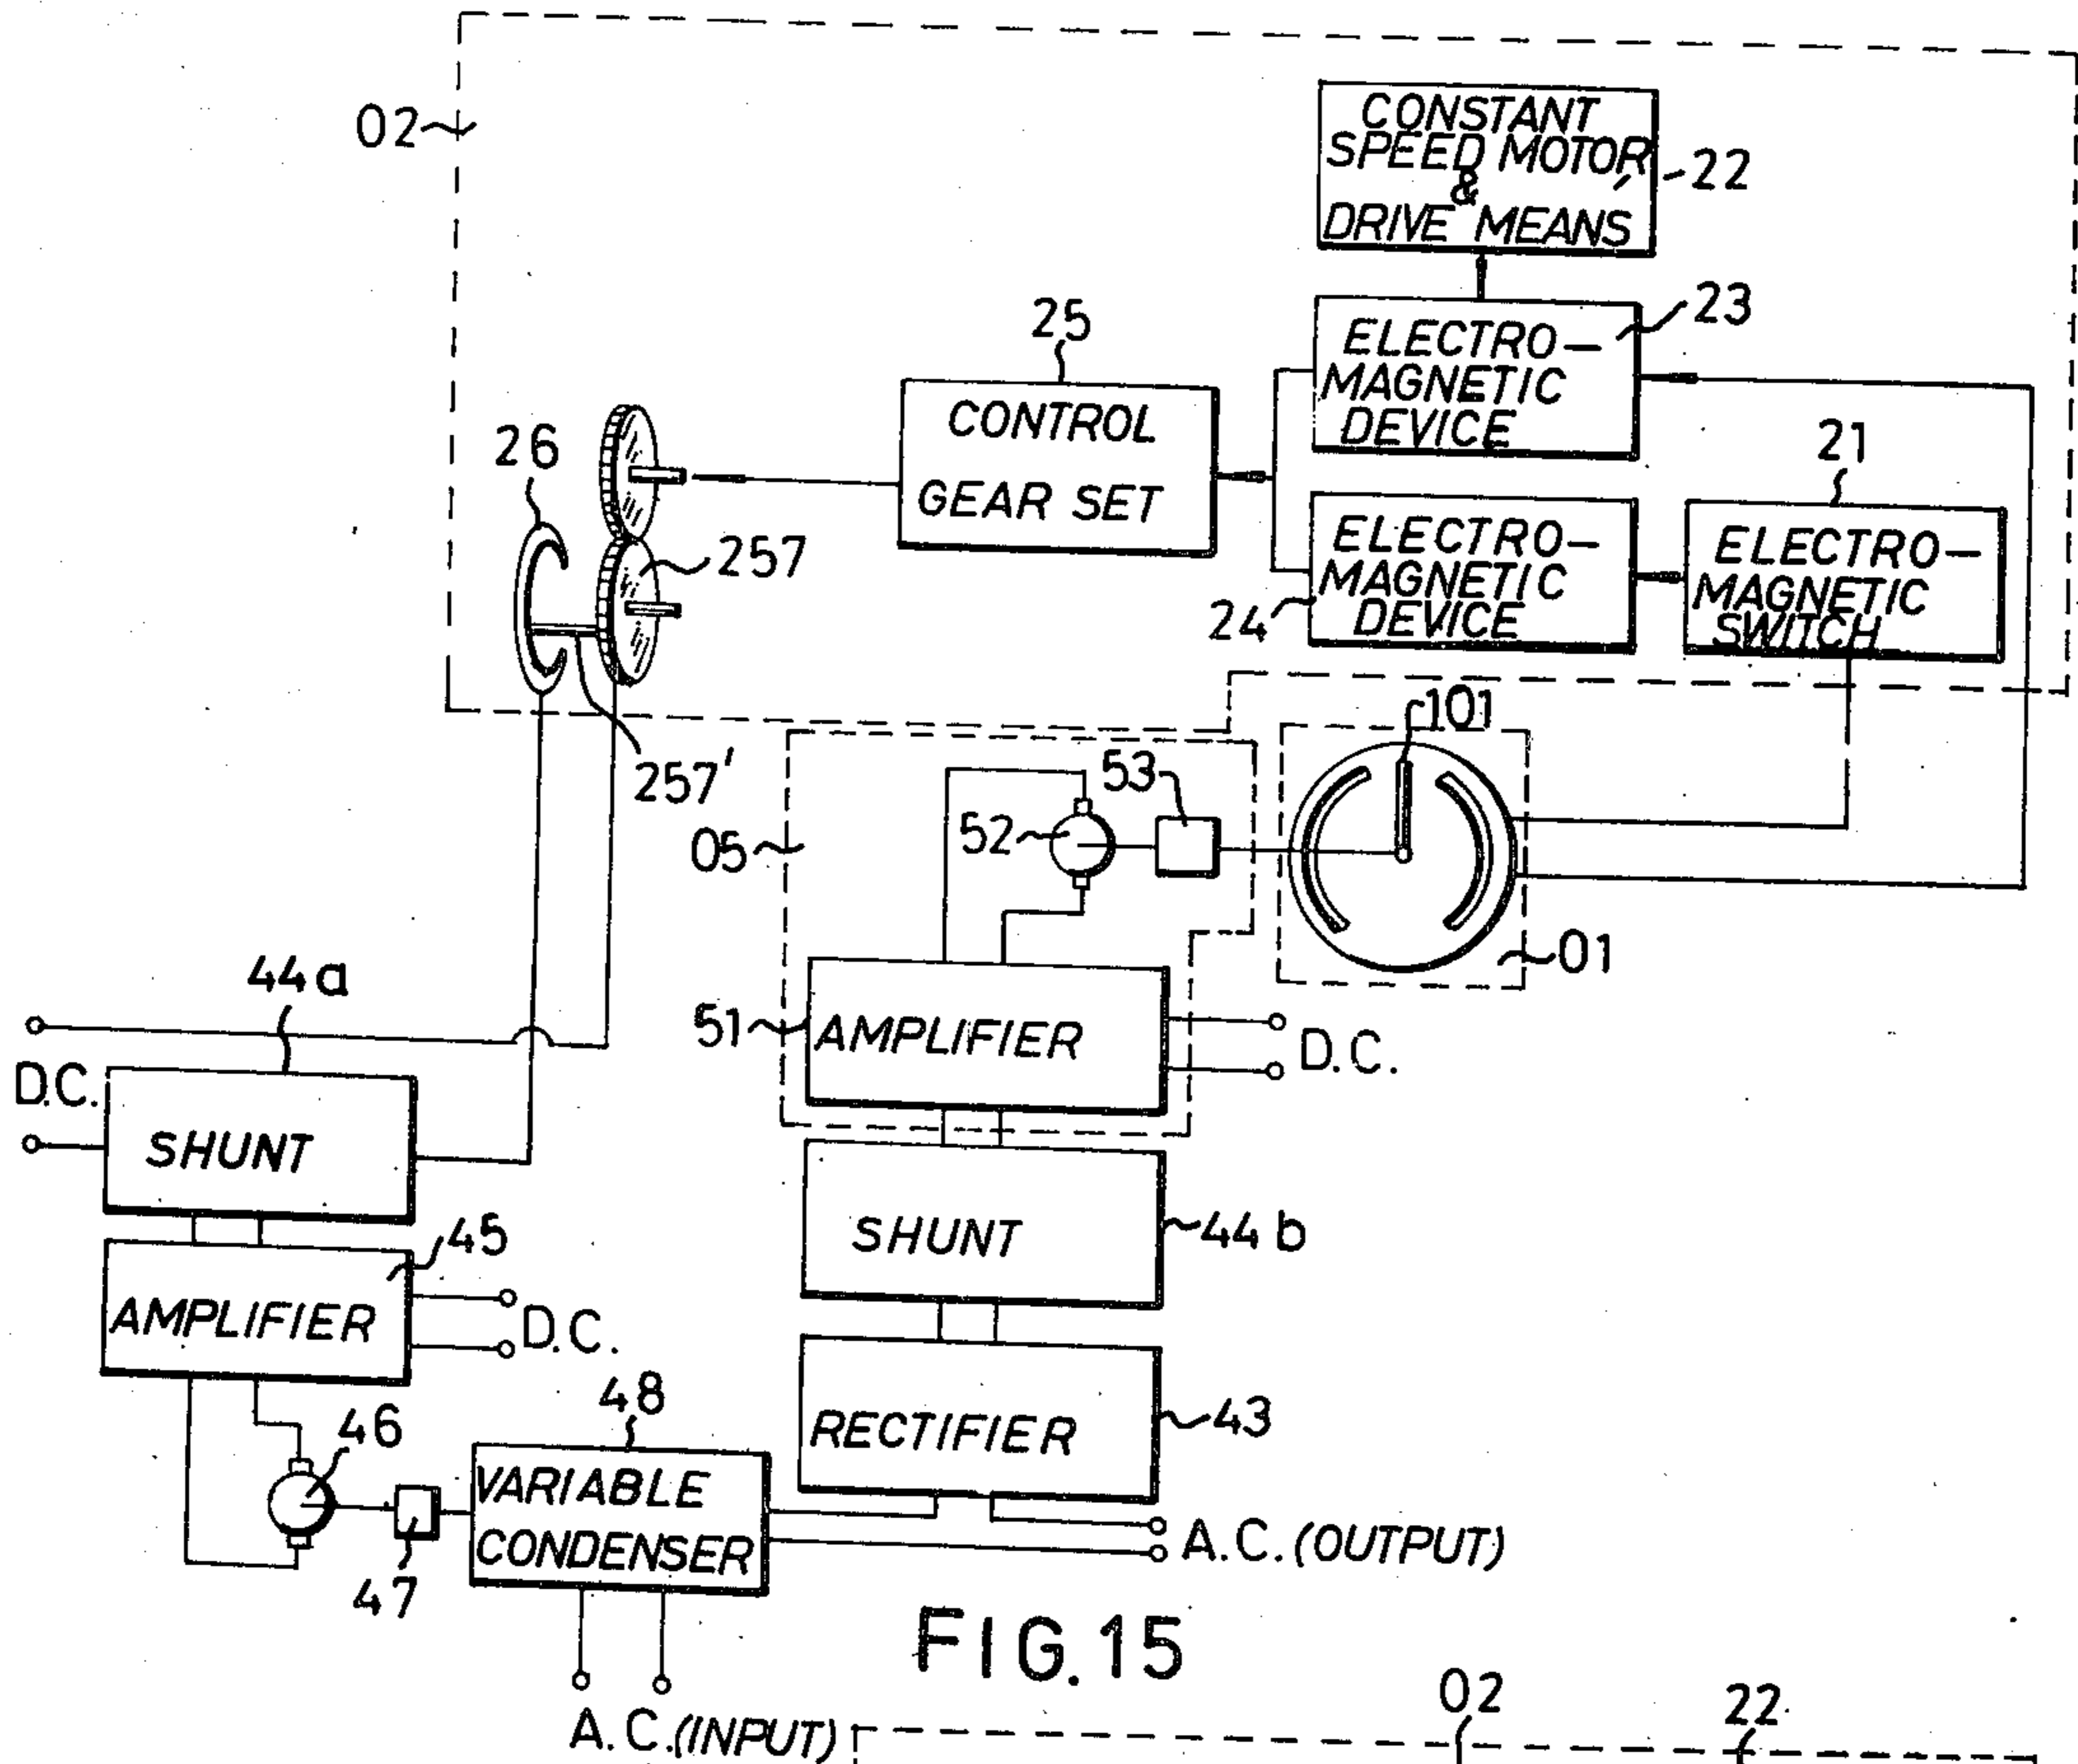 02
CONSTANT
SPEED MOTOR
&
DRIVE MEANS
22
25
23
ELECTRO-
MAGNETIC
DEVICE
CONTROL
GEAR SET
26
21
257
ELECTRO-
MAGNETIC
DEVICE
24
ELECTRO-
MAGNETIC
SWITCH
101
257'
53
52
05
01
44a
51
AMPLIFIER
D.C.
D.C.
SHUNT
SHUNT
44b
45
AMPLIFIER
D.C.
48
RECTIFIER
43
46
VARIABLE
CONDENSER
A.C. (OUTPUT)
47
FIG. 15
02
22
A.C. (INPUT)